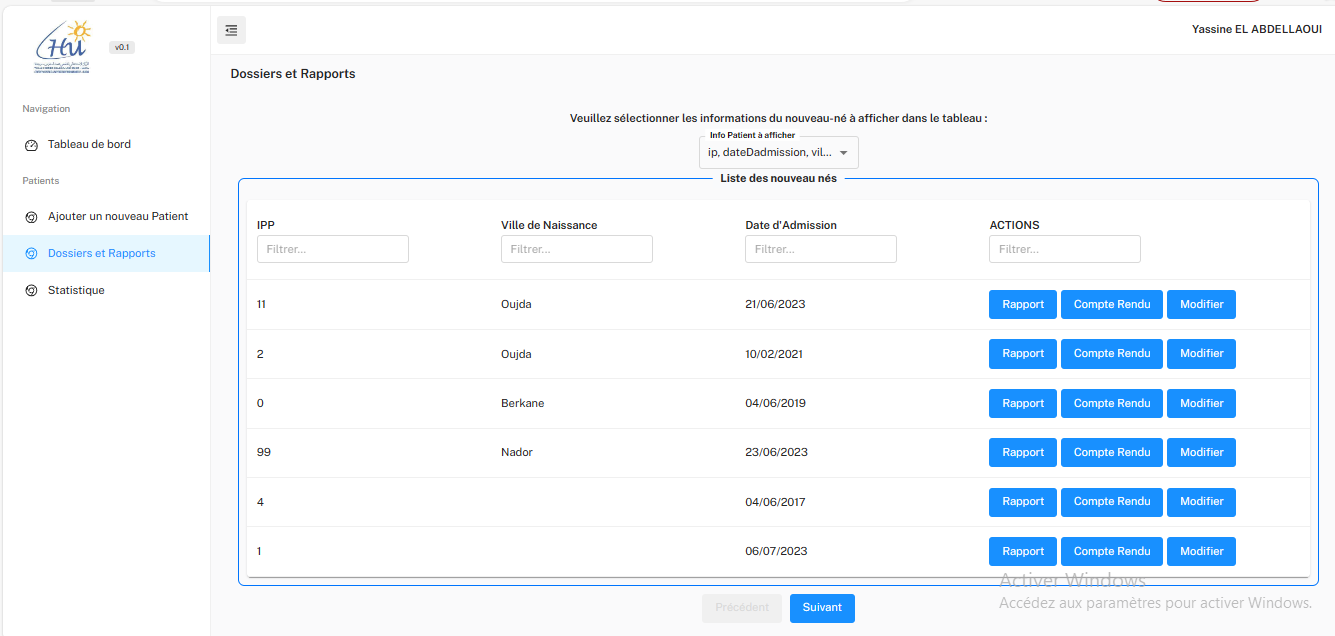 Hu
v0.1
Yassine EL ABDELLAOUI
Navigation
Tableau de bord
Patients
Ajouter un nouveau Patient
Dossiers et Rapports
Statistique
Dossiers et Rapports
Veuillez sélectionner les informations du nouveau-né à afficher dans le tableau :
Info Patient à afficher
ip, dateDadmission, vil...
Liste des nouveau nés
IPP Ville de Naissance Date d'Admission ACTIONS
Filtrer... Filtrer... Filtrer... Filtrer...
11 Oujda 21/06/2023 Rapport Compte Rendu Modifier
2 Oujda 10/02/2021 Rapport Compte Rendu Modifier
0 Berkane 04/06/2019 Rapport Compte Rendu Modifier
99 Nador 23/06/2023 Rapport Compte Rendu Modifier
4 04/06/2017 Rapport Compte Rendu Modifier
1 06/07/2023 Rapport Compte Rendu Modifier
Précédent Suivant
Activer Windows
Accédez aux paramètres pour activer Windows.